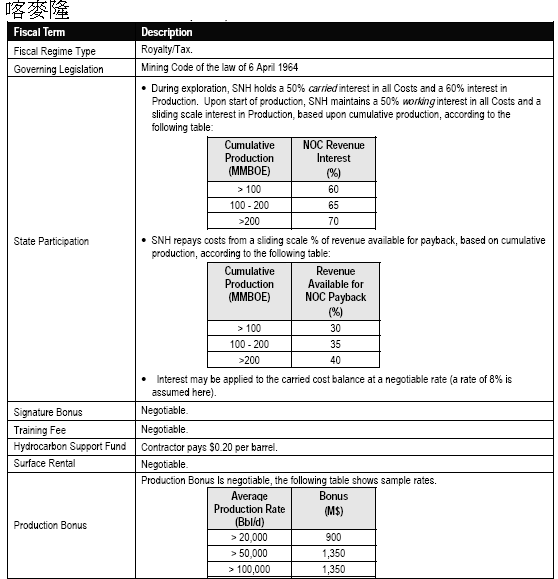 喀麥隆
Fiscal Term Description
Fiscal Regime Type Royalty/Tax.
Governing Legislation Mining Code of the law of 6 April 1964
State Participation
• During exploration, SNH holds a 50% carried interest in all Costs and a 60% interest in
Production. Upon start of production, SNH maintains a 50% working interest in all Costs and a
sliding scale interest in Production, based upon cumulative production, according to the
following table:
Cumulative Production (MMBOE) NOC Revenue Interest (%)
> 100 60
100 - 200 65
>200 70
• SNH repays costs from a sliding scale % of revenue available for payback, based on cumulative
production, according to the following table:
Cumulative Production (MMBOE) Revenue Available for NOC Payback (%)
> 100 30
100 - 200 35
>200 40
• Interest may be applied to the carried cost balance at a negotiable rate (a rate of 8% is
assumed here).
Signature Bonus Negotiable.
Training Fee Negotiable.
Hydrocarbon Support Fund Contractor pays $0.20 per barrel.
Surface Rental Negotiable.
Production Bonus
Production Bonus Is negotiable, the following table shows sample rates.
Average Production Rate (Bbl/d) Bonus (M$)
> 20,000 900
> 50,000 1,350
> 100,000 1,350